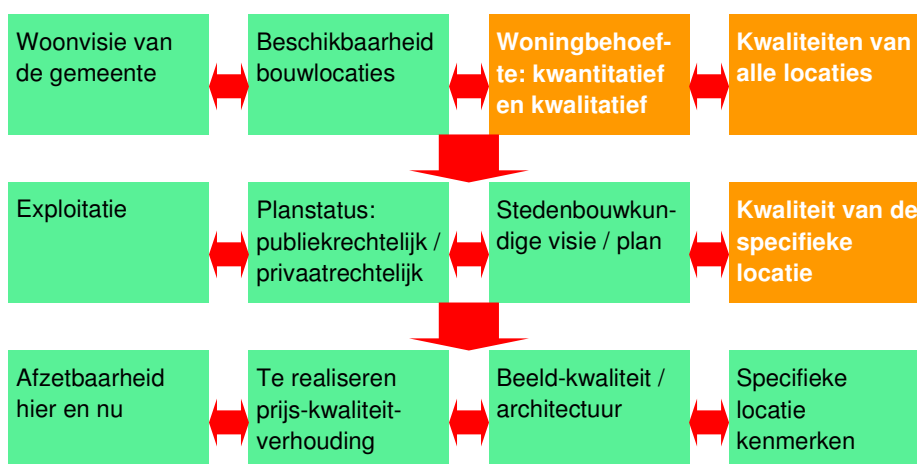 Woonvisie van
de gemeente
Beschikbaarheid
bouwlocaties
Woningbehoef-
te: kwantitatief
en kwalitatief
Kwaliteiten van
alle locaties
Exploitatie
Planstatus:
publiekrechtelijk /
privaatrechtelijk
Stedenbouwkun-
dige visie / plan
Kwaliteit van de
specifieke
locatie
Afzetbaarheid
hier en nu
Te realiseren
prijs-kwaliteit-
verhouding
Beeld-kwaliteit /
architectuur
Specifieke
locatie
kenmerken